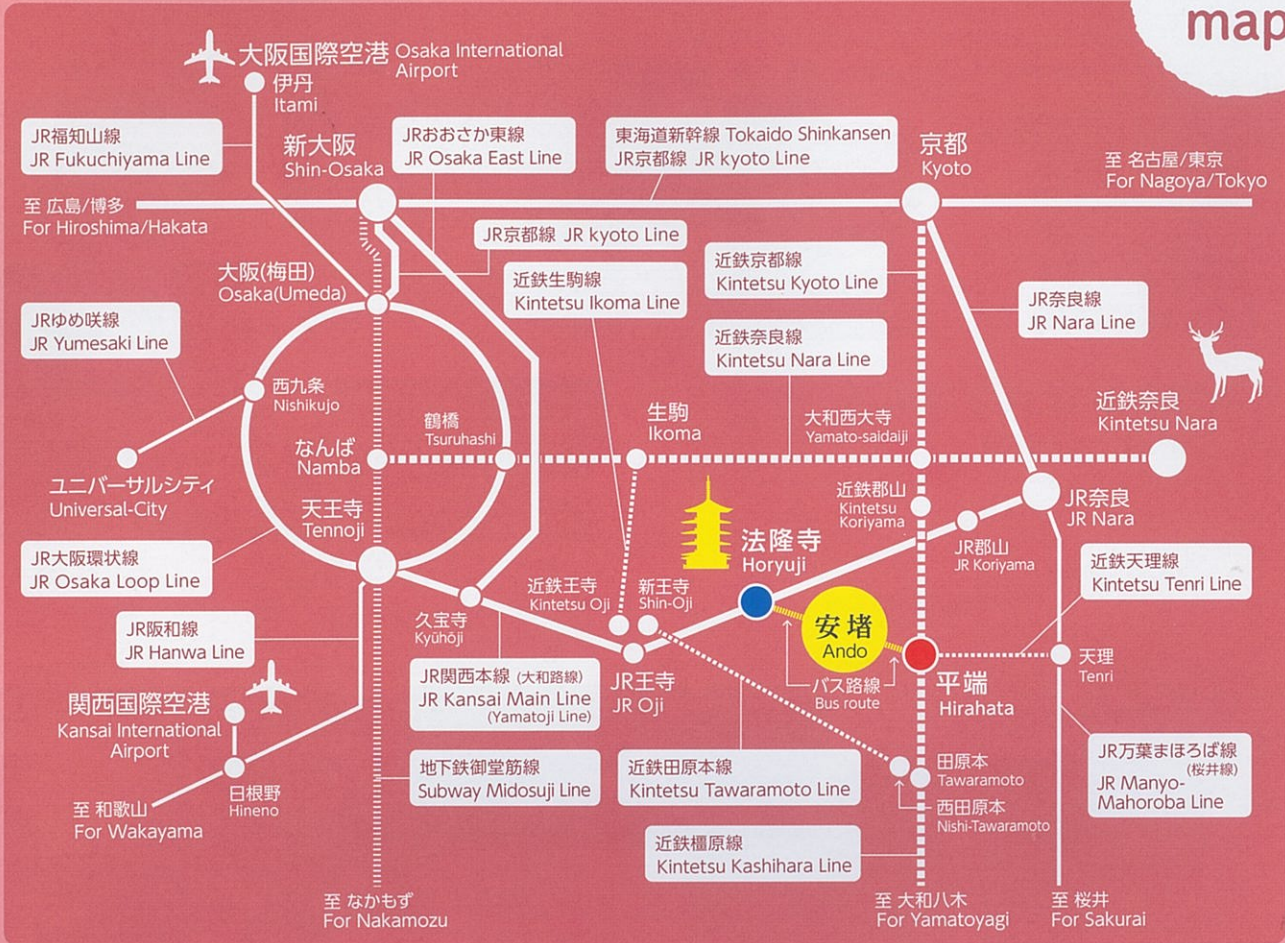 map
大阪国際空港 Osaka International
Airport
伊丹
Itami
JR福知山線
JR Fukuchiyama Line
新大阪
Shin-Osaka
JRおおさか東線
JR Osaka East Line
東海道新幹線 Tokaido Shinkansen
JR京都線 JR kyoto Line
京都
Kyoto
至 名古屋/東京
For Nagoya/Tokyo
至 広島/博多
For Hiroshima/Hakata
JR京都線 JR kyoto Line
大阪(梅田)
Osaka(Umeda)
近鉄生駒線
Kintetsu Ikoma Line
近鉄京都線
Kintetsu Kyoto Line
JR奈良線
JR Nara Line
JRゆめ咲線
JR Yumesaki Line
近鉄奈良線
Kintetsu Nara Line
西九条
Nishikujo
鶴橋
Tsuruhashi
生駒
Ikoma
大和西大寺
Yamato-saidaiji
近鉄奈良
Kintetsu Nara
なんば
Namba
ユニバーサルシティ
Universal-City
天王寺
Tennoji
近鉄郡山
Kintetsu
Koriyama
JR奈良
JR Nara
法隆寺
Horyuji
JR郡山
JR Koriyama
JR大阪環状線
JR Osaka Loop Line
近鉄天理線
Kintetsu Tenri Line
近鉄王寺
Kintetsu Oji
新王寺
Shin-Oji
久宝寺
Kyūhōji
安堵
Ando
JR阪和線
JR Hanwa Line
天理
Tenri
JR関西本線 (大和路線)
JR Kansai Main Line
(Yamatoji Line)
JR王寺
JR Oji
バス路線
Bus route
平端
Hirahata
関西国際空港
Kansai International
Airport
JR万葉まほろば線
(桜井線)
JR Manyo-
Mahoroba Line
地下鉄御堂筋線
Subway Midosuji Line
近鉄田原本線
Kintetsu Tawaramoto Line
田原本
Tawaramoto
西田原本
Nishi-Tawaramoto
日根野
Hineno
至 和歌山
For Wakayama
近鉄橿原線
Kintetsu Kashihara Line
至 なかもず
For Nakamozu
至 大和八木
For Yamatoyagi
至 桜井
For Sakurai